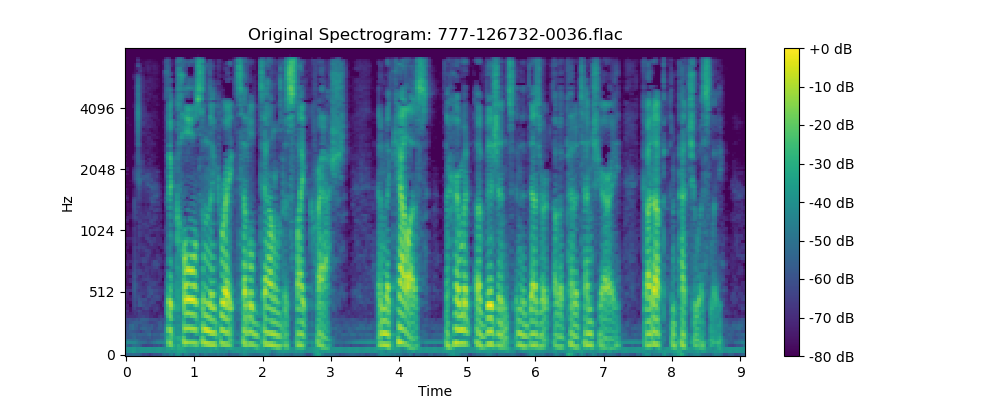 Original Spectrogram: 777-126732-0036.flac
Hz
4096
2048
1024
512
0
0 1 2 3 4 5 6 7 8 9
Time
+0 dB
-10 dB
-20 dB
-30 dB
-40 dB
-50 dB
-60 dB
-70 dB
-80 dB